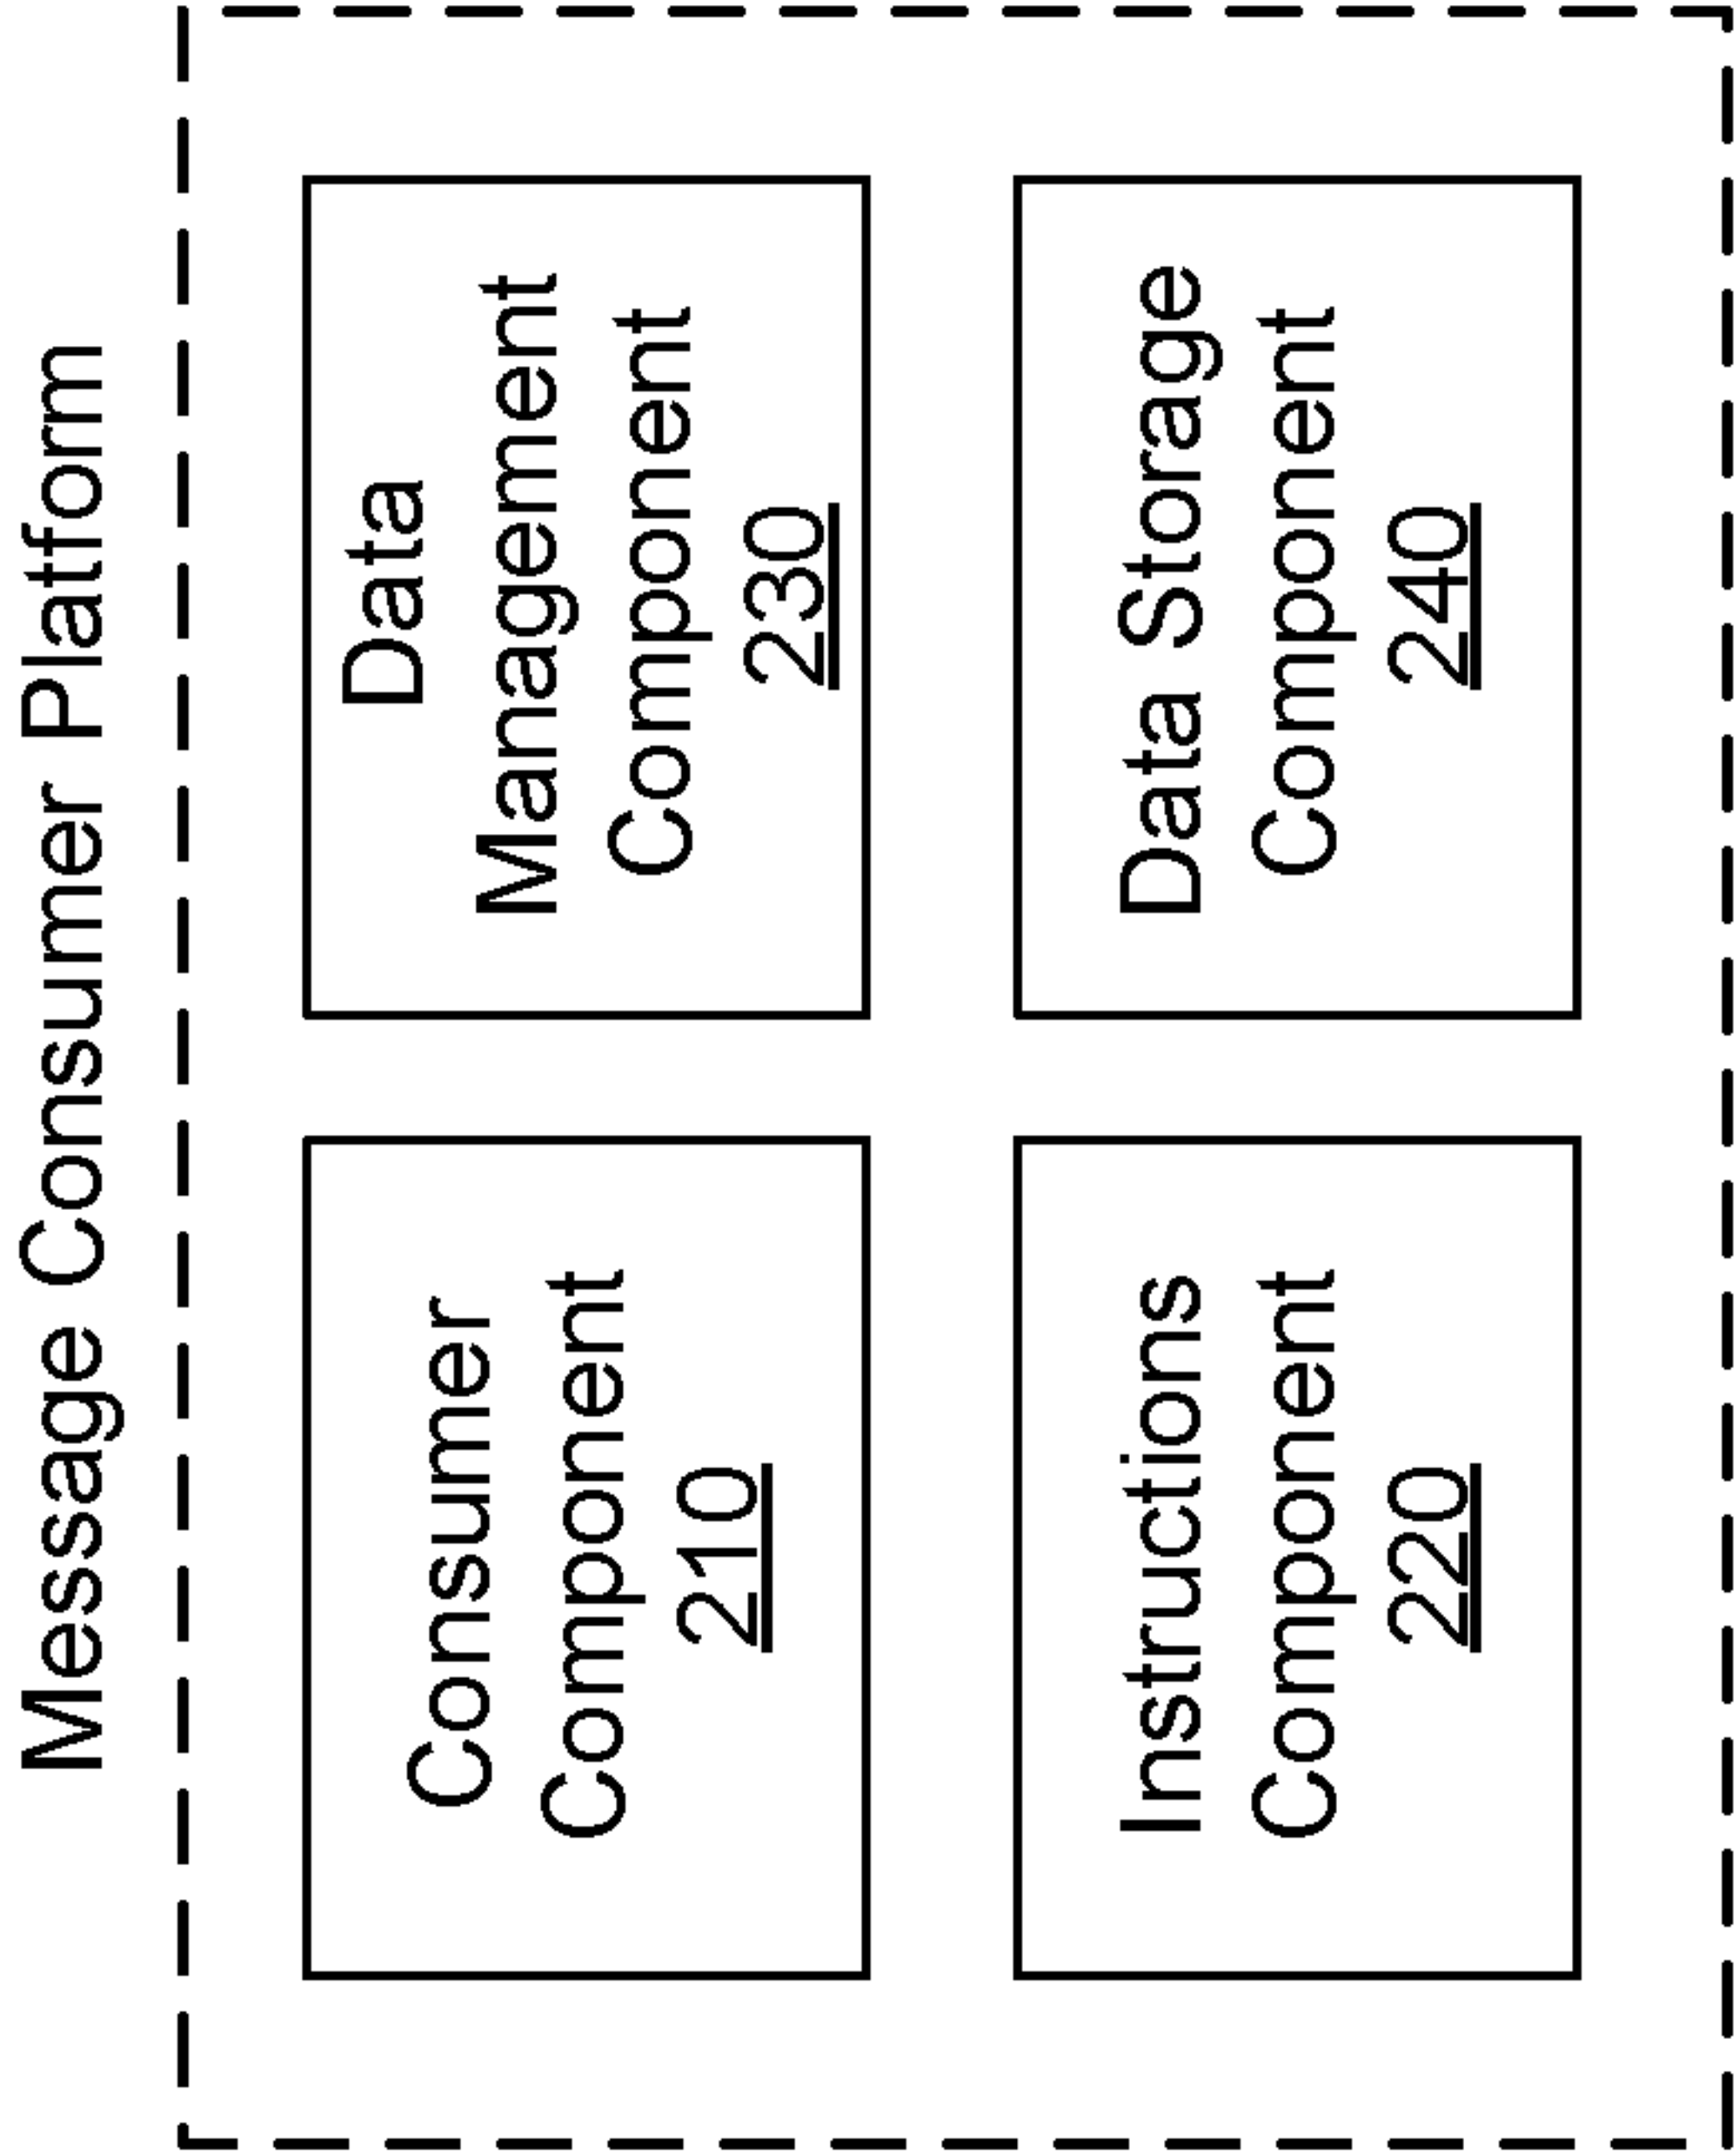 Message Consumer Platform
Consumer
Component
210
Data
Management
Component
230
Instructions
Component
220
Data Storage
Component
240